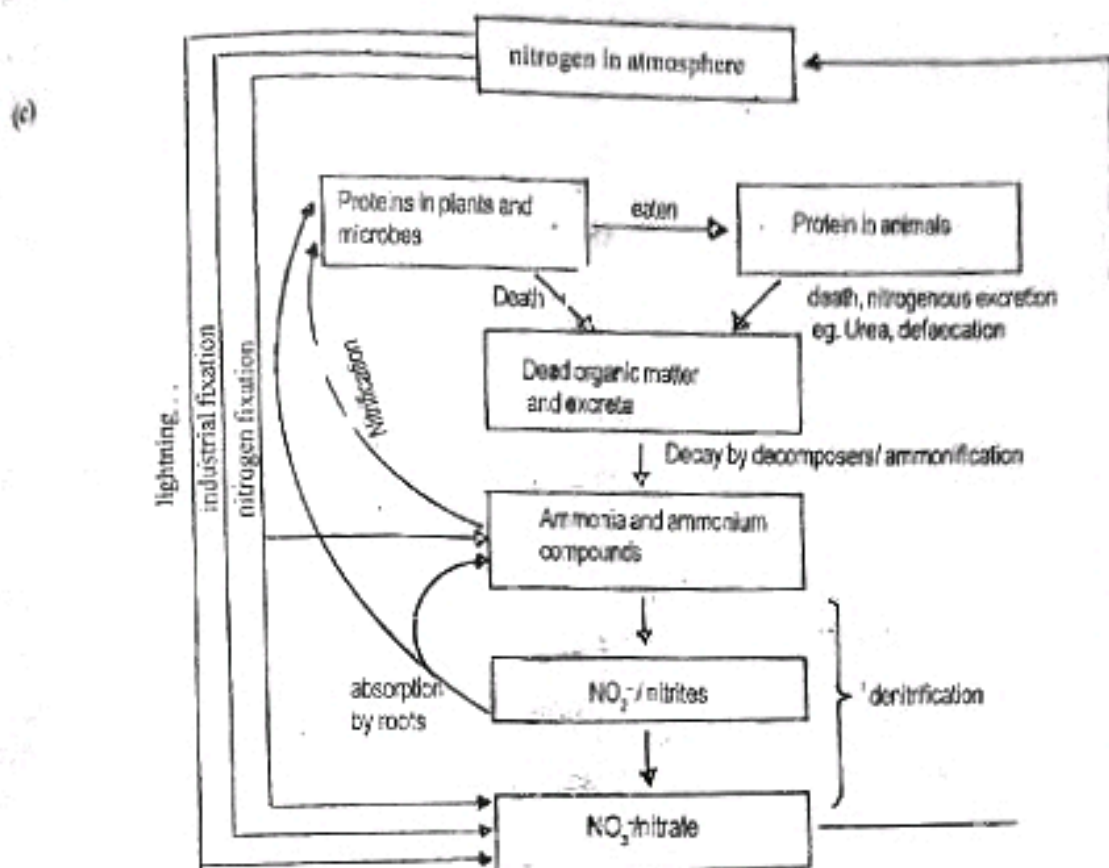 nitrogen in atmosphere
(c)
Proteins in plants and
microbes
eaten
Protein in animals
Death
death, nitrogenous excretion
eg. Urea, defaecation
Dead organic matter
and excreta
Nitrification
lightning. . .
industrial fixation
nitrogen fixation
Decay by decomposers/ ammonification
Ammonia and ammonium
compounds
absorption
by roots
NO₂⁻/ nitrites
denitrification
NO₃⁻/nitrate